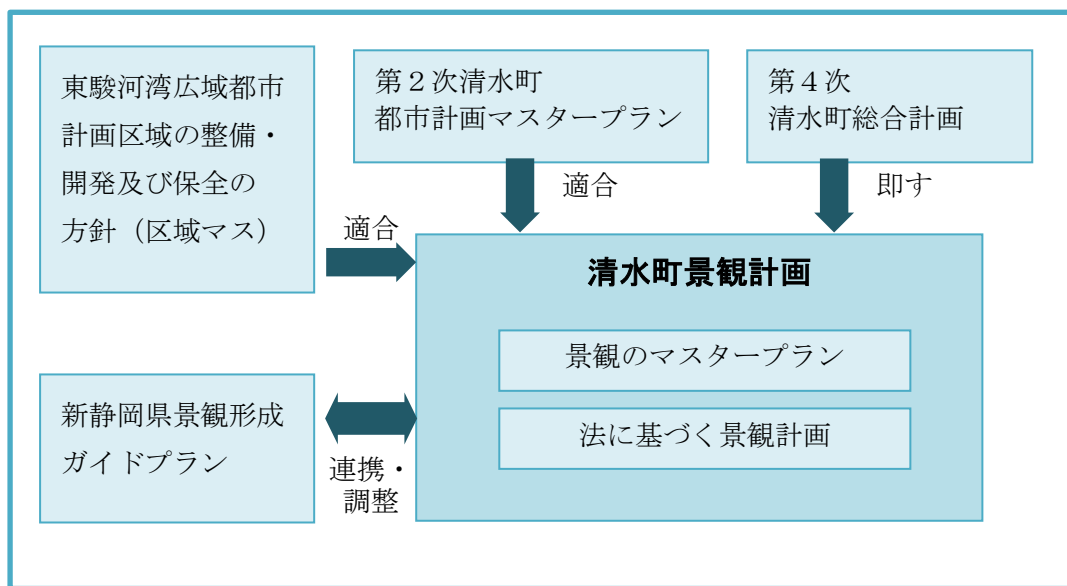 東駿河湾広域都市
計画区域の整備・
開発及び保全の
方針（区域マス）
適合
第２次清水町
都市計画マスタープラン
適合
第４次
清水町総合計画
即す
清水町景観計画
景観のマスタープラン
法に基づく景観計画
新静岡県景観形成
ガイドプラン
連携・
調整